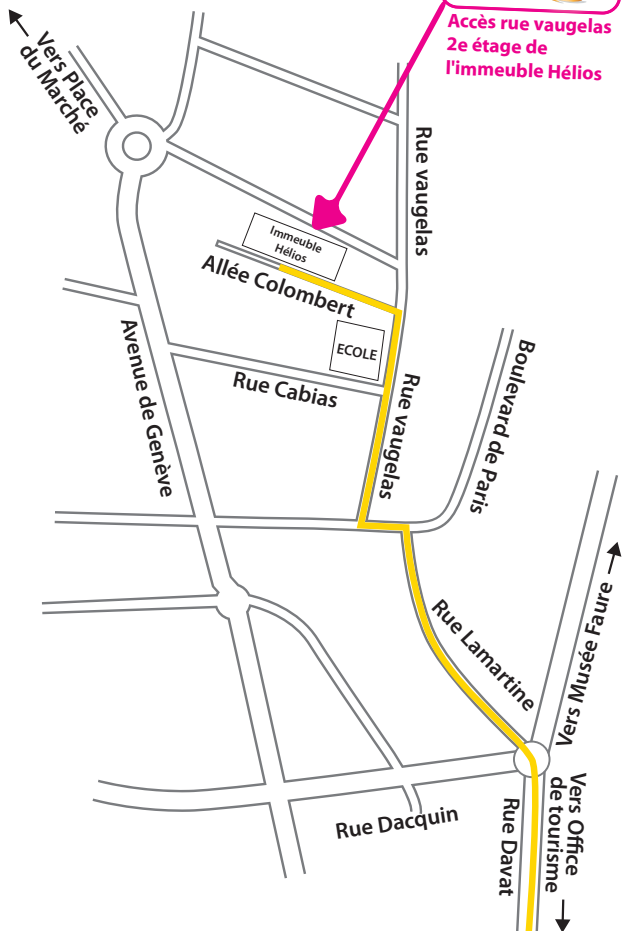 Accès rue vaugelas
2e étage de
l'immeuble Hélios
Vers Place
du Marché
Rue vaugelas
Immeuble
Hélios
Allée Colombert
ECOLE
Rue Cabias
Rue vaugelas
Boulevard de Paris
Avenue de Genève
Rue Lamartine
Vers Musée Faure
Vers Office
de tourisme
Rue Dacquin
Rue Davat